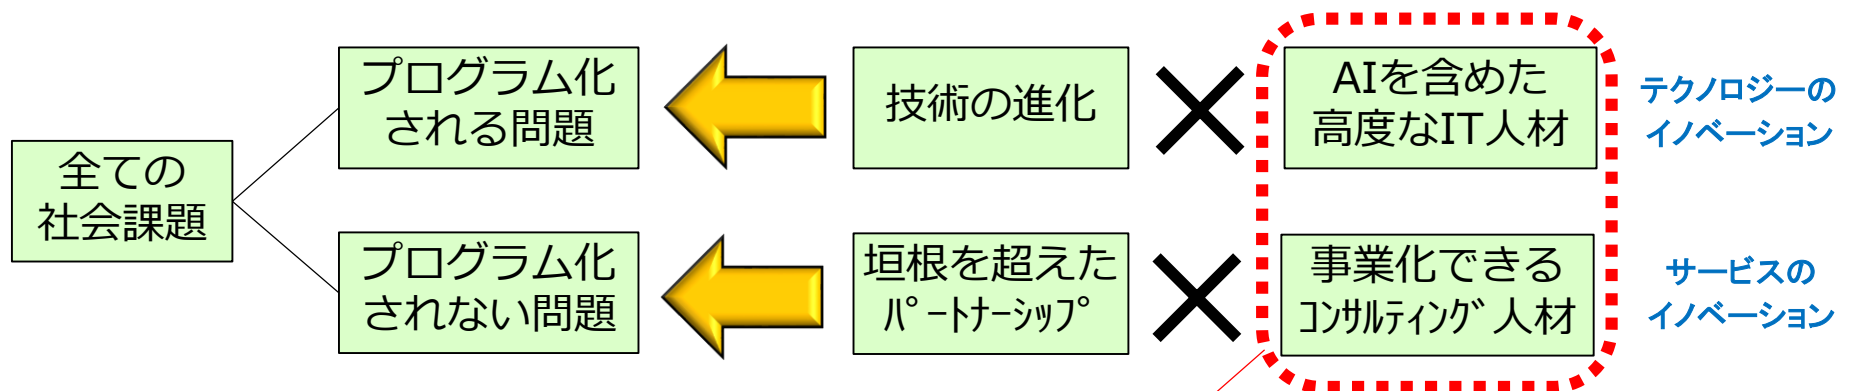 全ての
社会課題
プログラム化
される問題
技術の進化
AIを含めた
高度なIT人材
テクノロジーの
イノベーション
プログラム化
されない問題
垣根を超えた
ﾊﾟｰﾄﾅｰｼｯﾌﾟ
事業化できる
ｺﾝｻﾙﾃｨﾝｸﾞ人材
サービスの
イノベーション